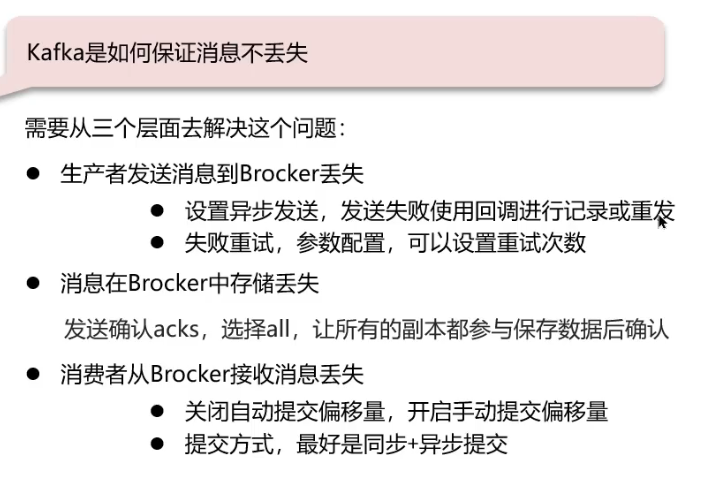 Kafka是如何保证消息不丢失
需要从三个层面去解决这个问题：
● 生产者发送消息到Brocker丢失
● 设置异步发送，发送失败使用回调进行记录或重发
● 失败重试，参数配置，可以设置重试次数
● 消息在Brocker中存储丢失
发送确认acks，选择all，让所有的副本都参与保存数据后确认
● 消费者从Brocker接收消息丢失
● 关闭自动提交偏移量，开启手动提交偏移量
● 提交方式，最好是同步+异步提交